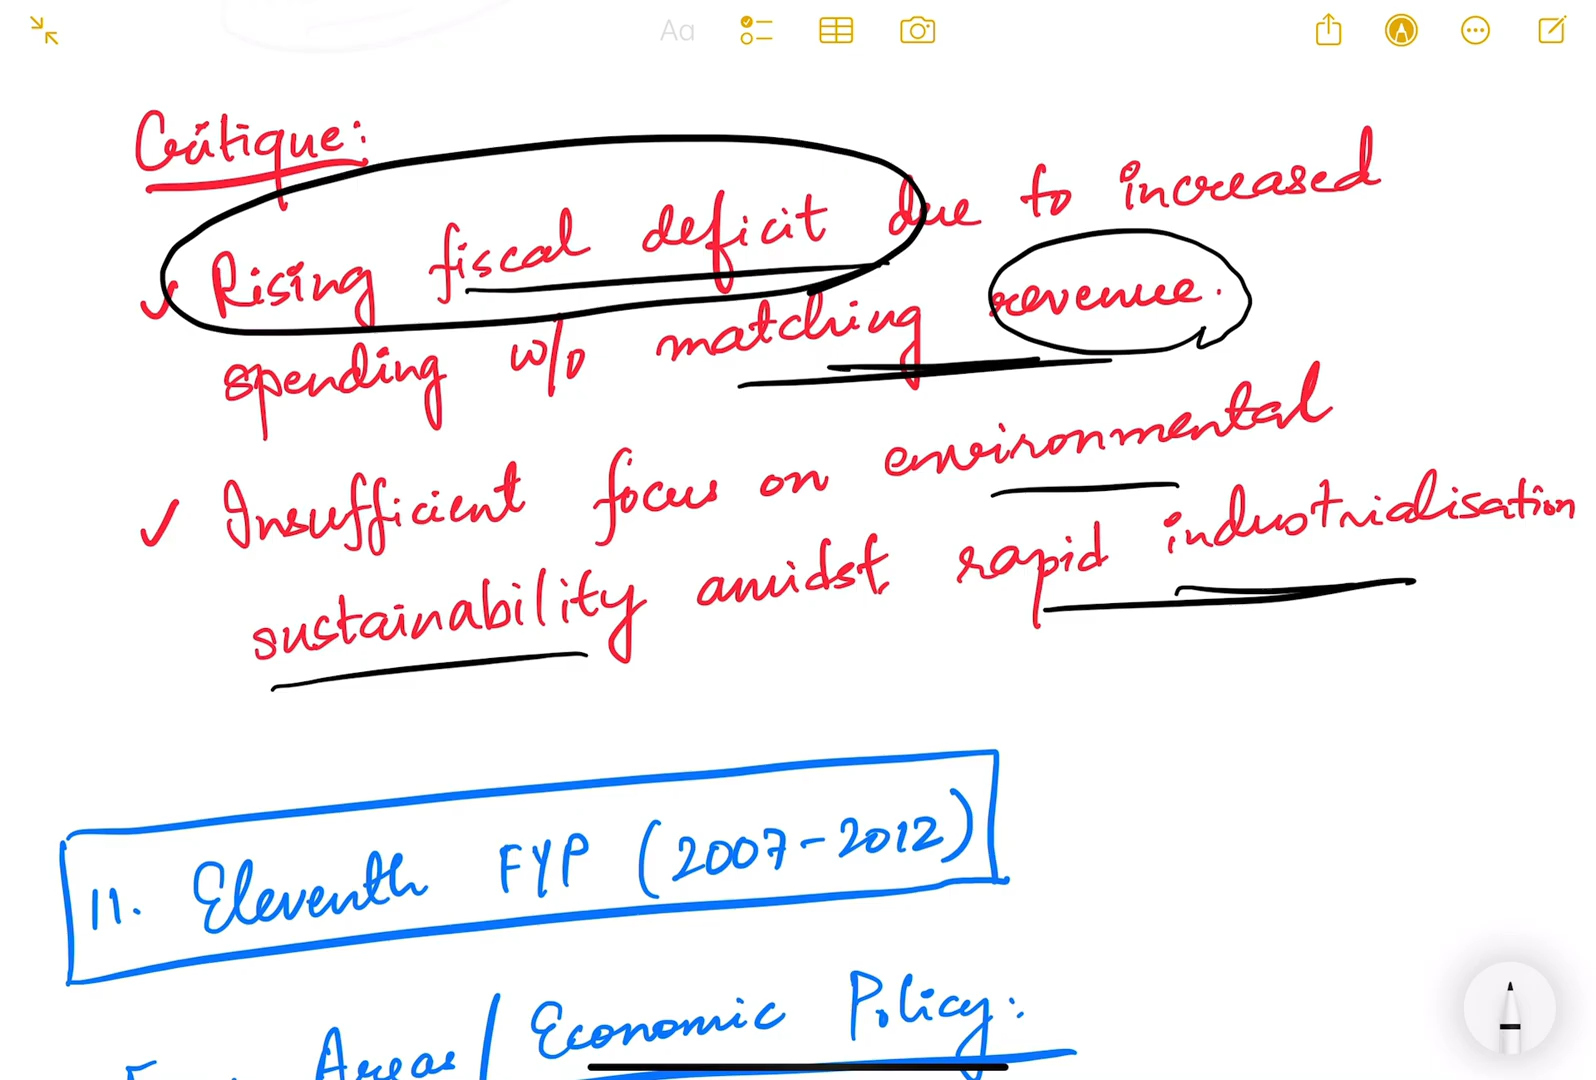 Aa
Critique:
✓ Rising fiscal deficit due to increased
spending w/o matching revenue.
✓ Insufficient focus on environmental
sustainability amidst rapid industrialisation
11. Eleventh FYP (2007-2012)
Areas / Economic Policy: